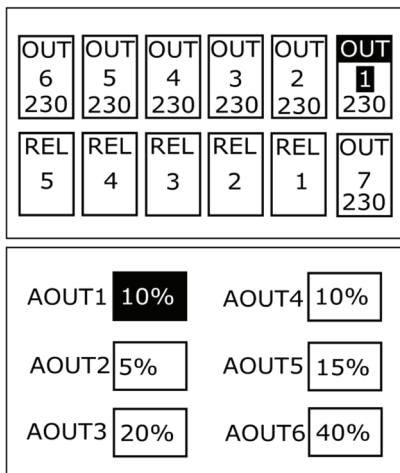 OUT OUT OUT OUT OUT OUT
6 5 4 3 2 1
230 230 230 230 230 230
REL REL REL REL REL OUT
5 4 3 2 1 7
230
AOUT1 10% AOUT4 10%
AOUT2 5% AOUT5 15%
AOUT3 20% AOUT6 40%